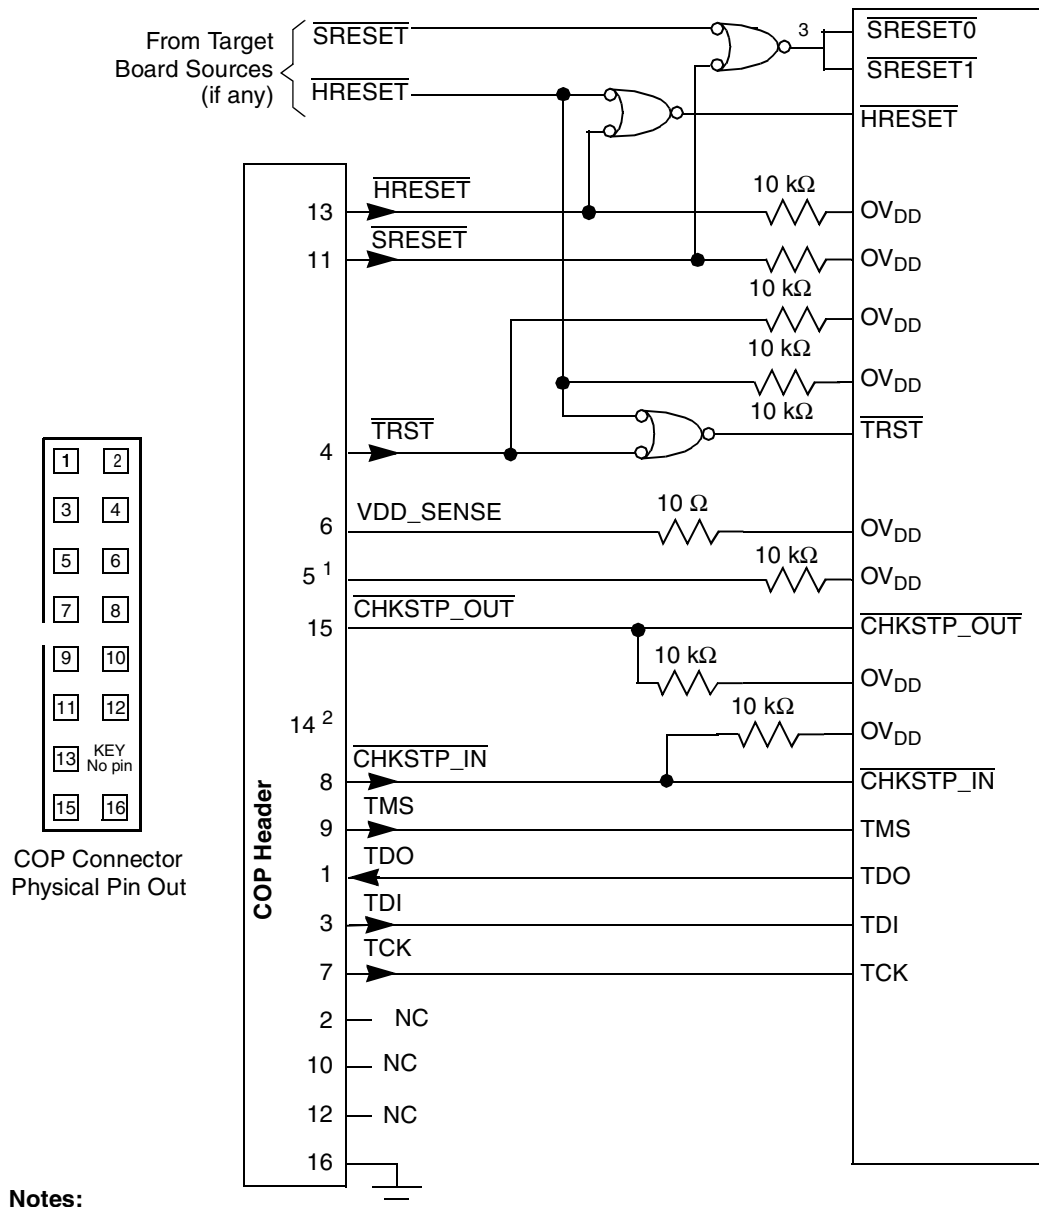 From Target
Board Sources
(if any)
SRESET
HRESET
3
SRESET0
SRESET1
HRESET
13
HRESET
10 kΩ
OVDD
11
SRESET
10 kΩ
OVDD
10 kΩ
OVDD
10 kΩ
OVDD
4
TRST
TRST
6
VDD_SENSE
10 Ω
OVDD
5 1
10 kΩ
OVDD
15
CHKSTP_OUT
CHKSTP_OUT
10 kΩ
OVDD
14 2
10 kΩ
OVDD
8
CHKSTP_IN
CHKSTP_IN
9
TMS
TMS
1
TDO
TDO
3
TDI
TDI
7
TCK
TCK
2
NC
10
NC
12
NC
16
COP Header
1 2
3 4
5 6
7 8
9 10
11 12
13 KEY
No pin
15 16
COP Connector
Physical Pin Out
Notes: